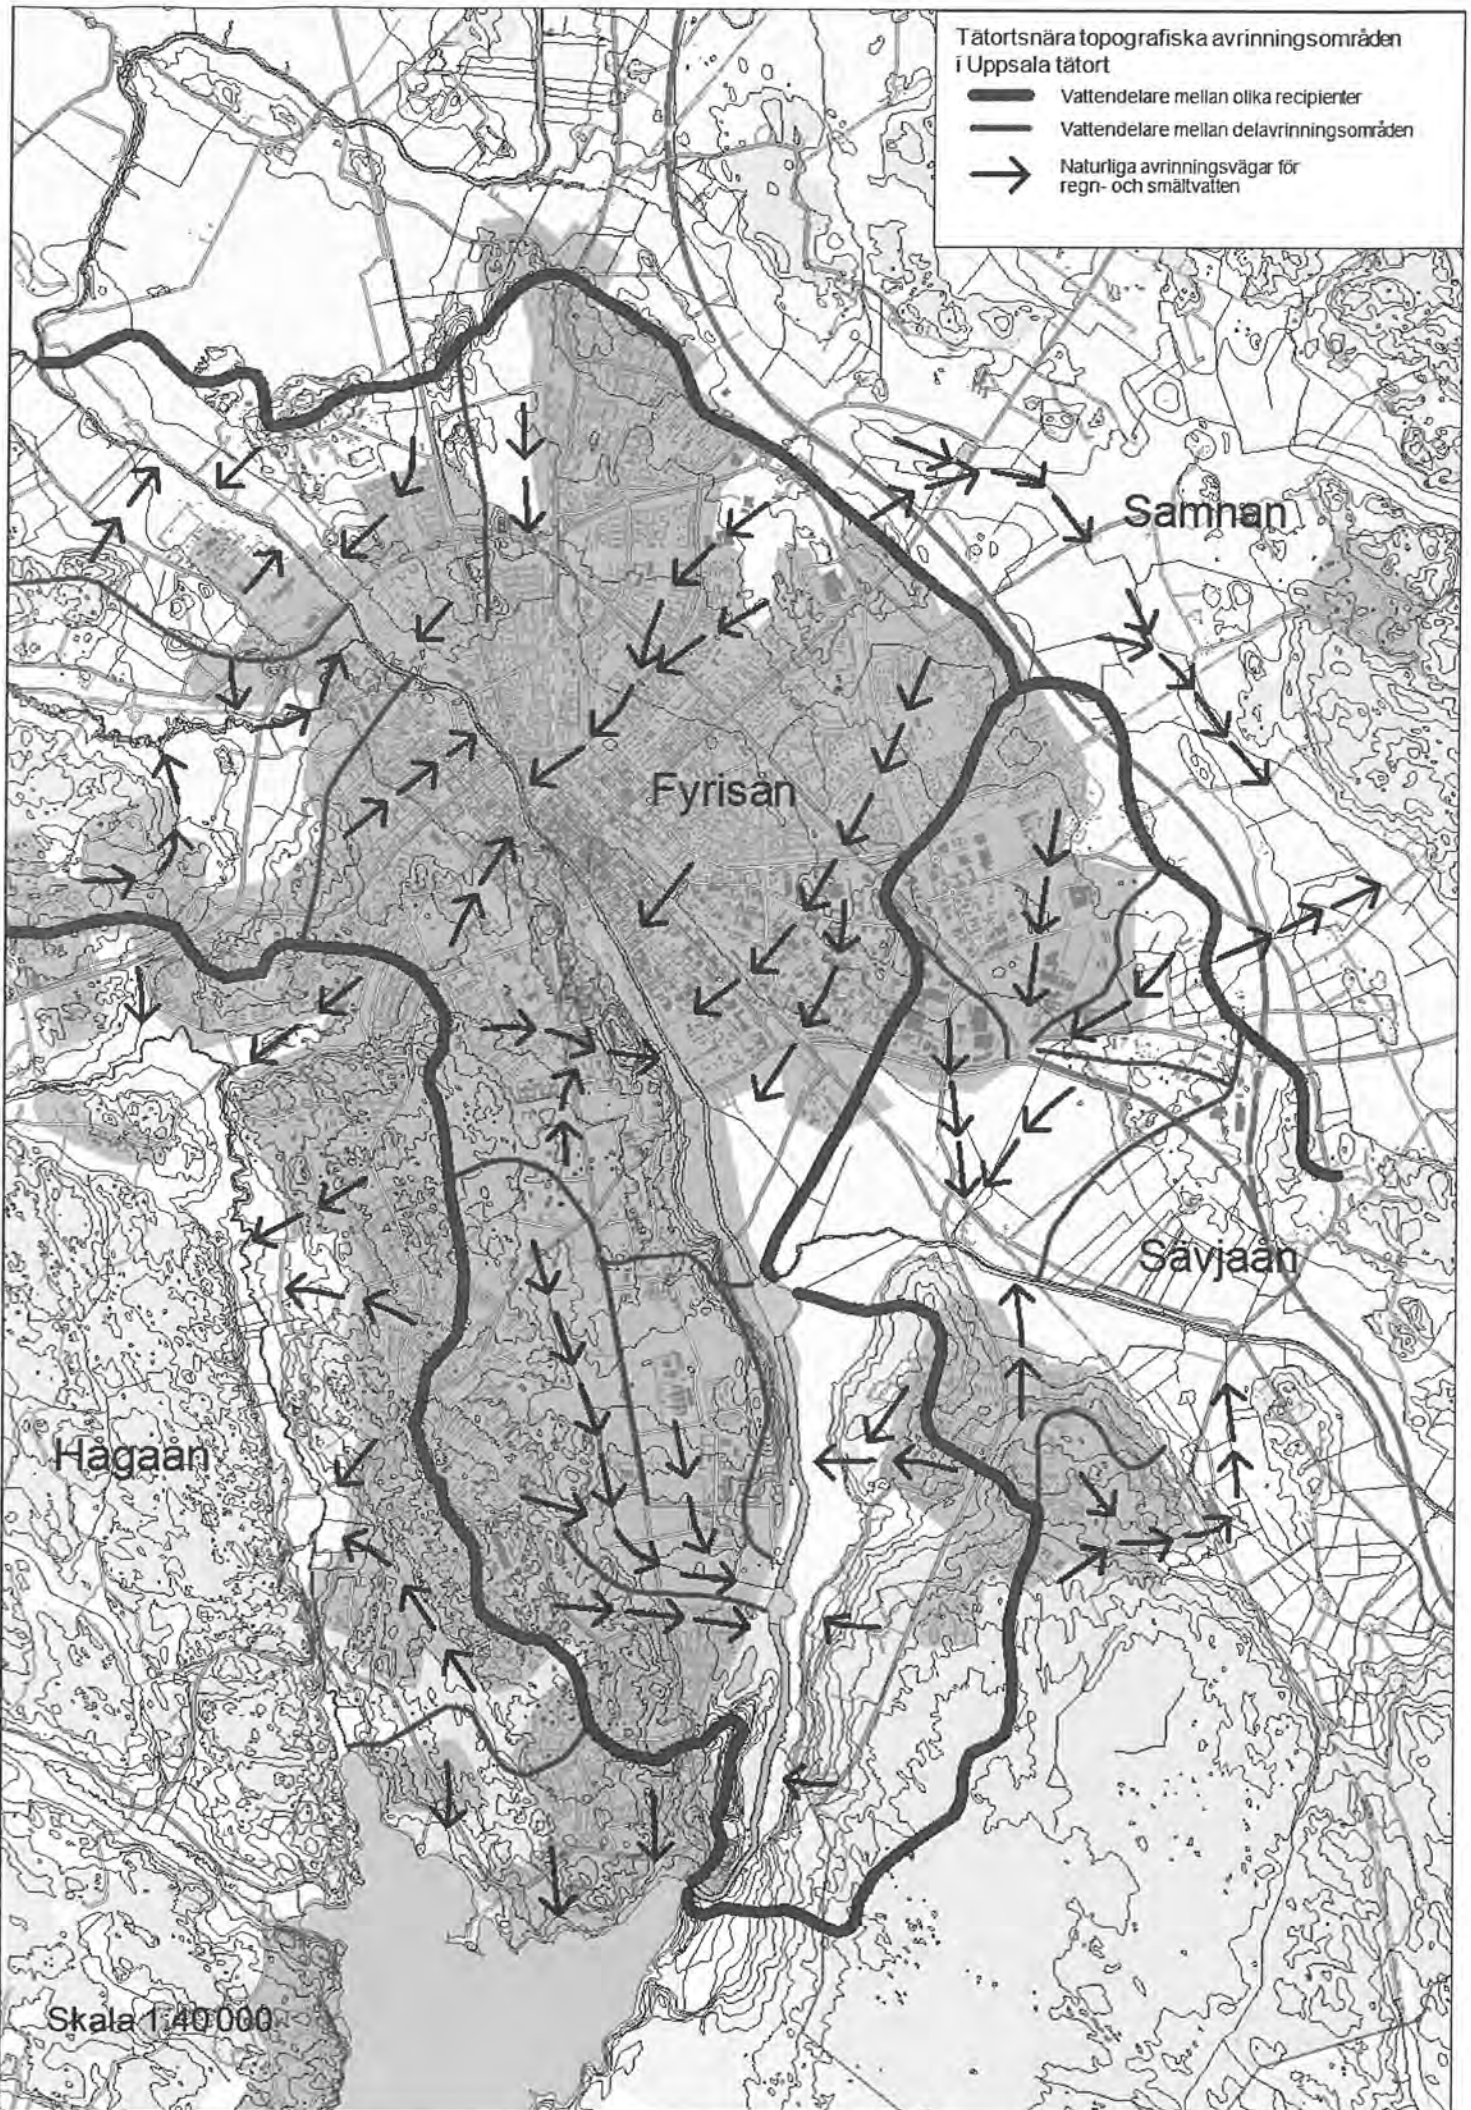 Tätortsnära topografiska avrinningsområden
i Uppsala tätort
Vattendelare mellan olika recipienter
Vattendelare mellan delavrinningsområden
Naturliga avrinningsvägar för
regn- och smältvatten
Samnan
Fyrisån
Sävjaån
Hågaån
Skala 1:40 000